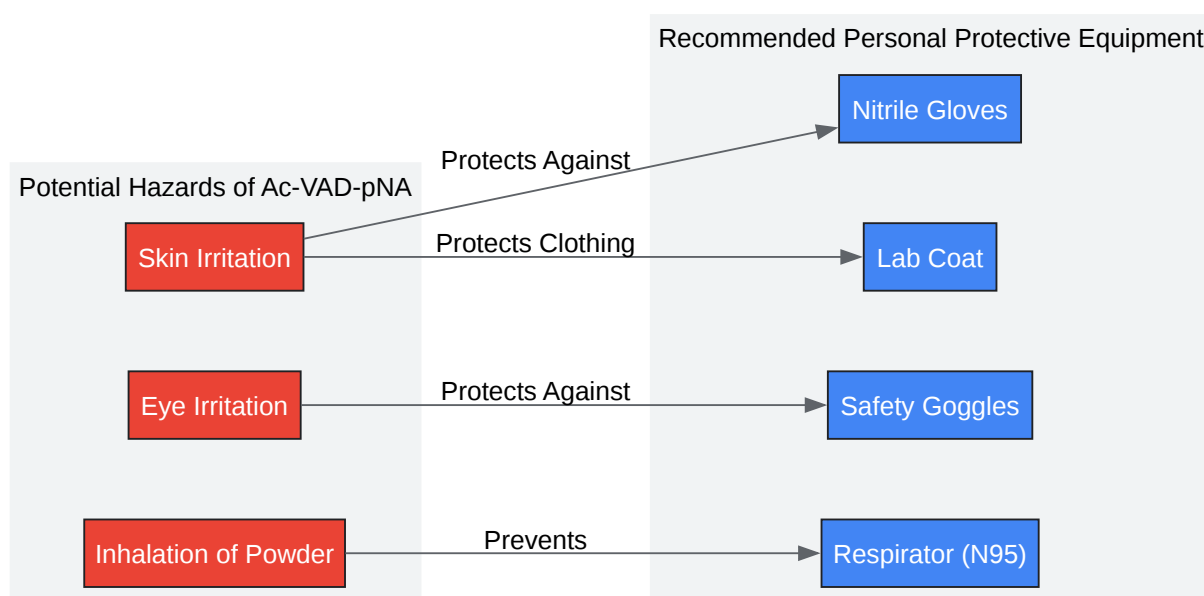 Recommended Personal Protective Equipment
Nitrile Gloves
Protects Against
Potential Hazards of Ac-VAD-pNA
Skin Irritation
Protects Clothing
Lab Coat
Eye Irritation
Protects Against
Safety Goggles
Inhalation of Powder
Prevents
Respirator (N95)